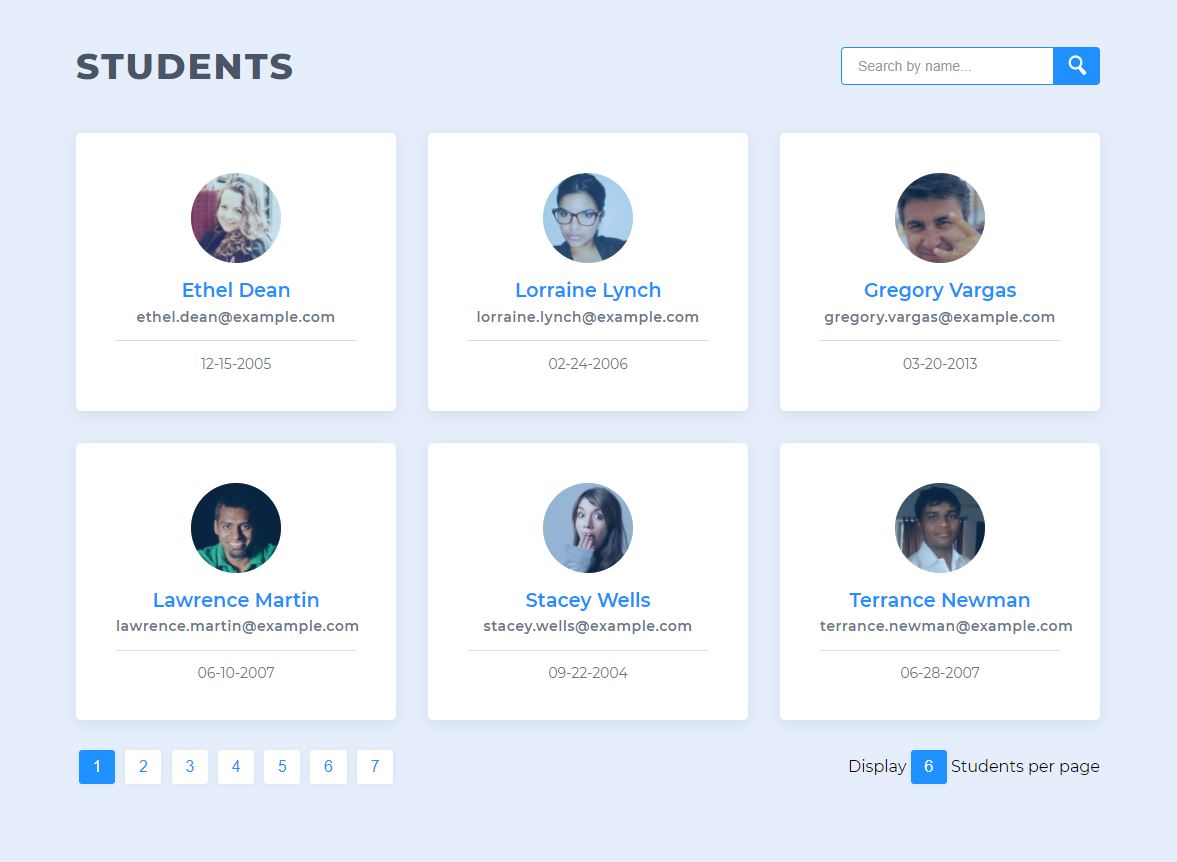 STUDENTS
Search by name...
Ethel Dean
ethel.dean@example.com
12-15-2005
Lorraine Lynch
lorraine.lynch@example.com
02-24-2006
Gregory Vargas
gregory.vargas@example.com
03-20-2013
Lawrence Martin
lawrence.martin@example.com
06-10-2007
Stacey Wells
stacey.wells@example.com
09-22-2004
Terrance Newman
terrance.newman@example.com
06-28-2007
1 2 3 4 5 6 7
Display 6 Students per page